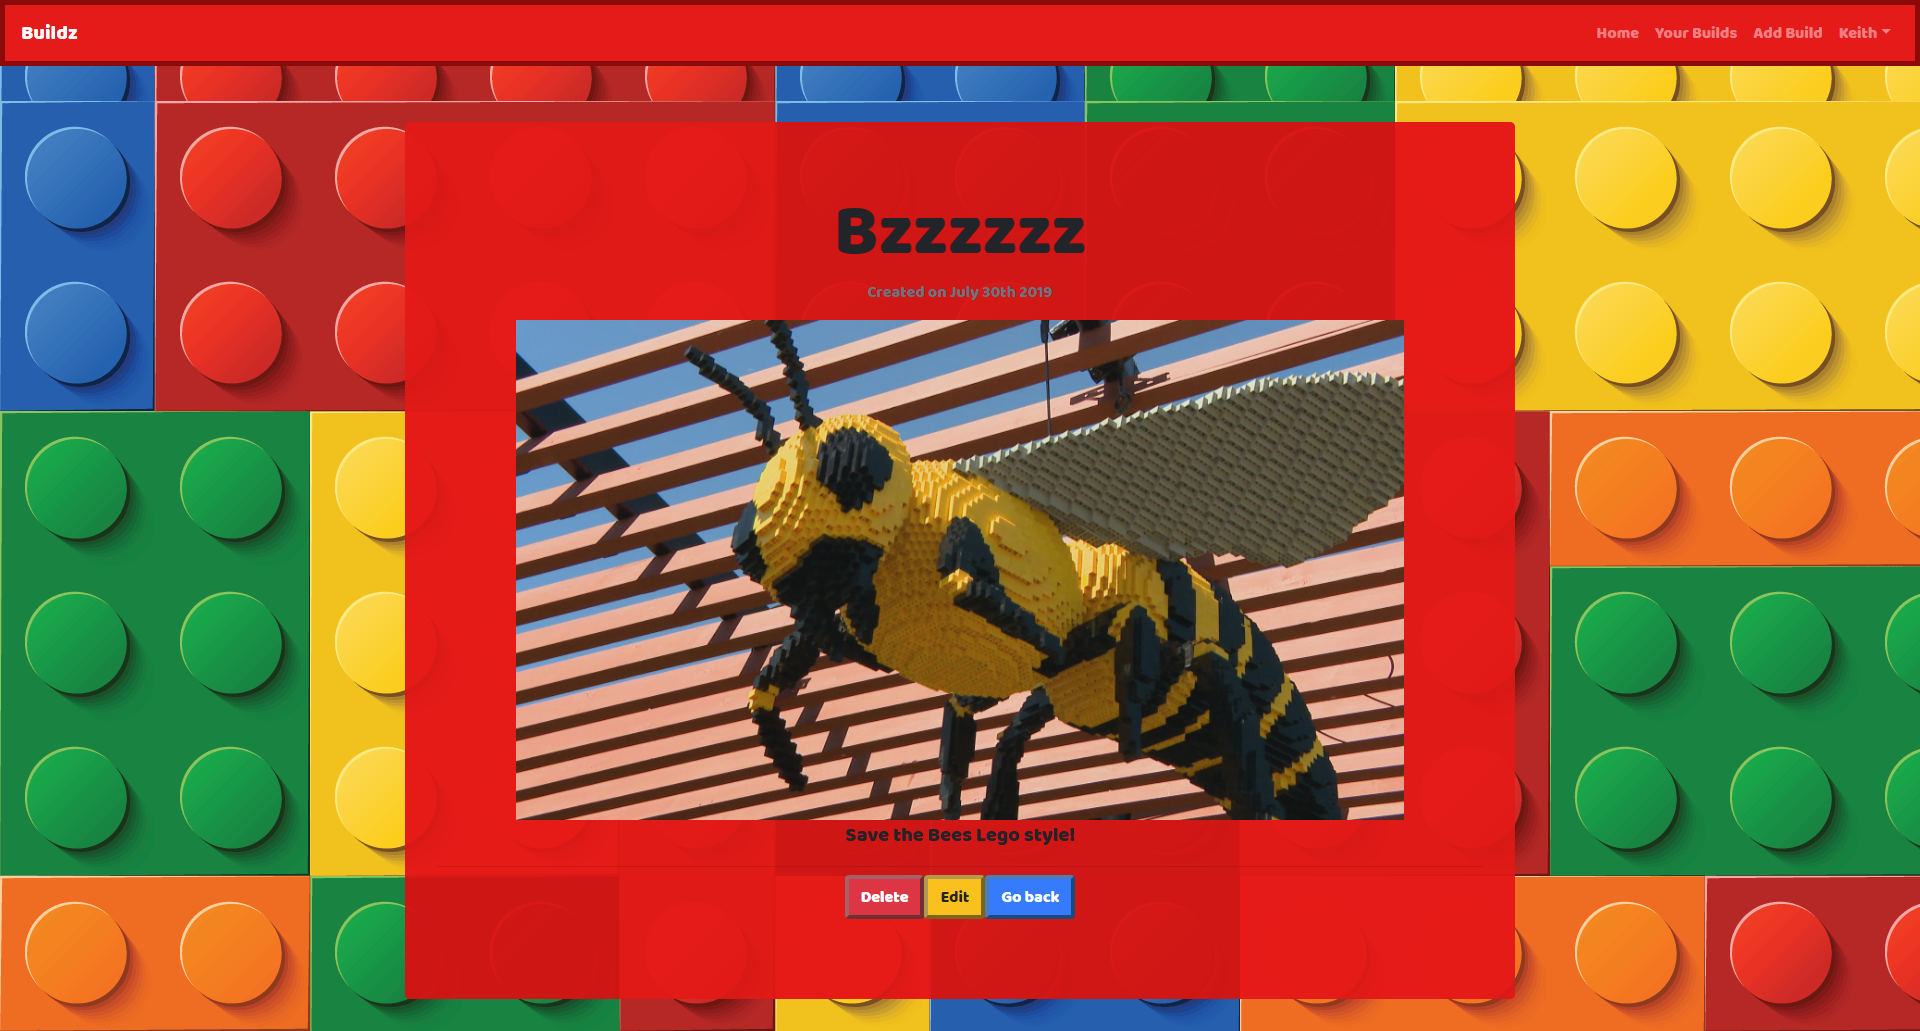 Buildz
Home Your Builds Add Build Keith
Bzzzzzz
Created on July 30th 2019
Save the Bees Lego style!
Delete Edit Go back